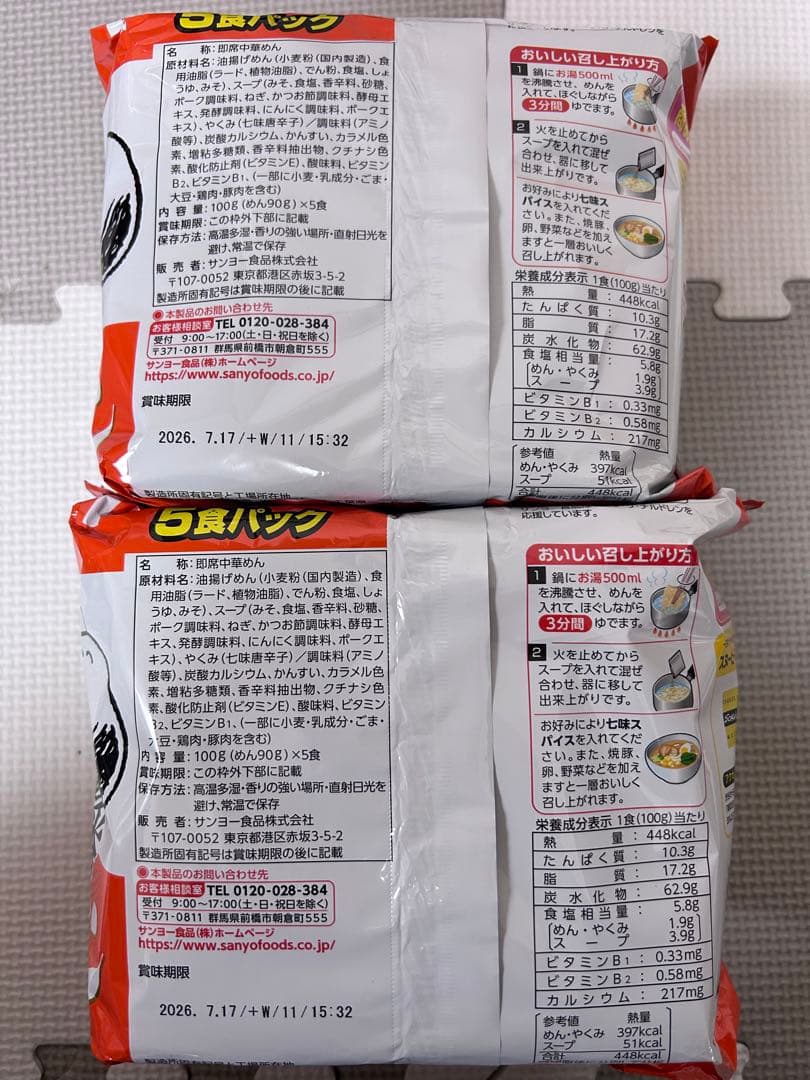 5食パック
名　称:即席中華めん
原材料名:油揚げめん(小麦粉(国内製造)、食
用油脂(ラード、植物油脂)、でん粉、食塩、しょ
うゆ、みそ)、スープ(みそ、食塩、香辛料、砂糖、
ポーク調味料、ねぎ、かつお節調味料、酵母エ
キス、発酵調味料、にんにく調味料、ポークエ
キス)、やくみ(七味唐辛子)/調味料(アミノ
酸等)、炭酸カルシウム、かんすい、カラメル色
素、増粘多糖類、香辛料抽出物、クチナシ色
素、酸化防止剤(ビタミンE)、酸味料、ビタミン
B2、ビタミンB1、(一部に小麦・乳成分・ごま・
大豆・鶏肉・豚肉を含む)
内容量:100g(めん90g)×5食
賞味期限:この枠外下部に記載
保存方法:高温多湿・香りの強い場所・直射日光を
避け、常温で保存
販売者:サンヨー食品株式会社
〒107-0052 東京都港区赤坂3-5-2
製造所固有記号は賞味期限の後に記載
●本製品のお問い合わせ先
お客様相談室 TEL 0120-028-384
受付 9:00~17:00(土・日・祝日を除く)
〒371-0811 群馬県前橋市朝倉町555
サンヨー食品(株)ホームページ
https://www.sanyofoods.co.jp/
賞味期限
2026. 7.17/+W/11/15:32
製造所固有記号と工場所在地
おいしい召し上がり方
1 鍋にお湯500ml
を沸騰させ、めんを
入れて、ほぐしながら
3分間 ゆでます。
2 火を止めてから
スープを入れて混ぜ
合わせ、器に移して
出来上がりです。
お好みにより七味ス
パイスを入れてくだ
さい。また、焼豚、
卵、野菜などを加え
ますと一層おいしく
召し上がれます。
栄養成分表示 1食(100g)当たり
熱量:448kcal
たんぱく質:10.3g
脂質:17.2g
炭水化物:62.9g
食塩相当量:5.8g
めん・やくみ:1.9g
スープ:3.9g
ビタミンB1:0.33mg
ビタミンB2:0.58mg
カルシウム:217mg
参考値 熱量
めん・やくみ 397kcal
スープ 51kcal
合計 448kcal
5食パック
名　称:即席中華めん
原材料名:油揚げめん(小麦粉(国内製造)、食
用油脂(ラード、植物油脂)、でん粉、食塩、しょ
うゆ、みそ)、スープ(みそ、食塩、香辛料、砂糖、
ポーク調味料、ねぎ、かつお節調味料、酵母エ
キス、発酵調味料、にんにく調味料、ポークエ
キス)、やくみ(七味唐辛子)/調味料(アミノ
酸等)、炭酸カルシウム、かんすい、カラメル色
素、増粘多糖類、香辛料抽出物、クチナシ色
素、酸化防止剤(ビタミンE)、酸味料、ビタミン
B2、ビタミンB1、(一部に小麦・乳成分・ごま・
大豆・鶏肉・豚肉を含む)
内容量:100g(めん90g)×5食
賞味期限:この枠外下部に記載
保存方法:高温多湿・香りの強い場所・直射日光を
避け、常温で保存
販売者:サンヨー食品株式会社
〒107-0052 東京都港区赤坂3-5-2
製造所固有記号は賞味期限の後に記載
●本製品のお問い合わせ先
お客様相談室 TEL 0120-028-384
受付 9:00~17:00(土・日・祝日を除く)
〒371-0811 群馬県前橋市朝倉町555
サンヨー食品(株)ホームページ
https://www.sanyofoods.co.jp/
賞味期限
2026. 7.17/+W/11/15:32
応援しています。
おいしい召し上がり方
1 鍋にお湯500ml
を沸騰させ、めんを
入れて、ほぐしながら
3分間 ゆでます。
2 火を止めてから
スープを入れて混ぜ
合わせ、器に移して
出来上がりです。
お好みにより七味ス
パイスを入れてくだ
さい。また、焼豚、
卵、野菜などを加え
ますと一層おいしく
召し上がれます。
栄養成分表示 1食(100g)当たり
熱量:448kcal
たんぱく質:10.3g
脂質:17.2g
炭水化物:62.9g
食塩相当量:5.8g
めん・やくみ:1.9g
スープ:3.9g
ビタミンB1:0.33mg
ビタミンB2:0.58mg
カルシウム:217mg
参考値 熱量
めん・やくみ 397kcal
スープ 51kcal
合計 448kcal